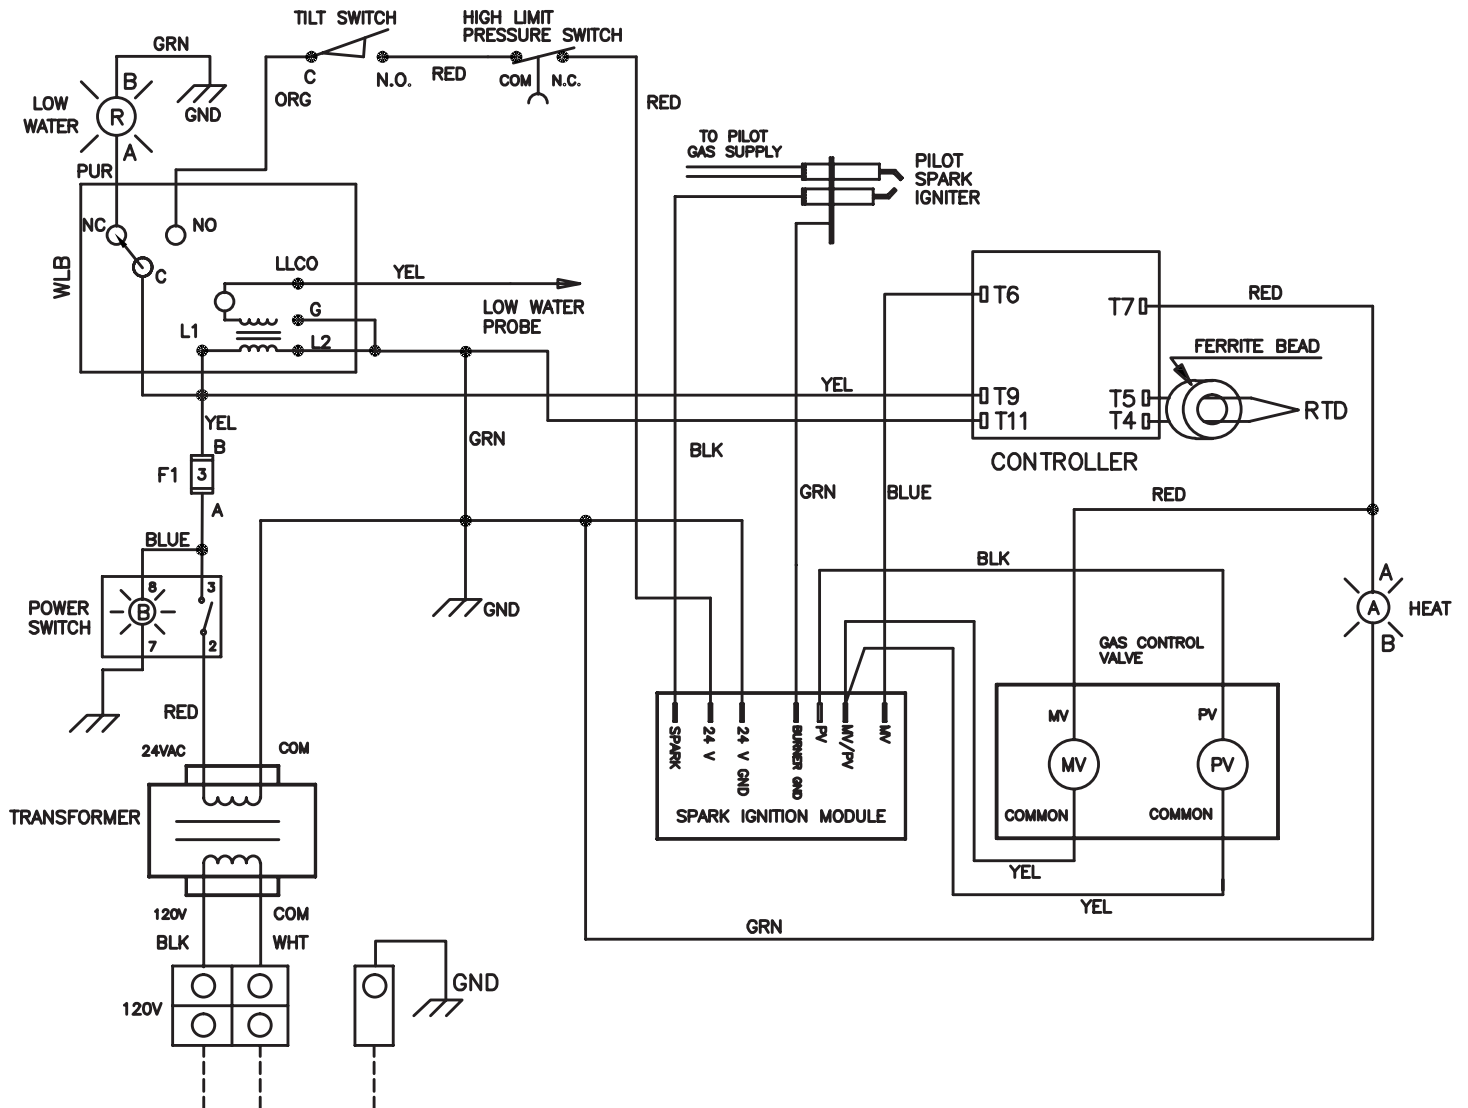 TILT SWITCH
HIGH LIMIT
PRESSURE SWITCH
GRN
B
C
N.O.
RED
COM
N.C.
LOW
WATER
R
GND
ORG
RED
A
PUR
TO PILOT
GAS SUPPLY
PILOT
SPARK
IGNITER
NC
NO
WLB
C
LLCO
YEL
G
LOW WATER
PROBE
L1
L2
T6
T7
RED
FERRITE BEAD
YEL
T9
T5
RTD
T11
T4
YEL
B
GRN
BLK
CONTROLLER
F1
3
A
GRN
BLUE
RED
BLUE
BLK
8
3
A
POWER
SWITCH
B
GND
A
HEAT
7
2
GAS CONTROL
VALVE
B
RED
MV
PV
24VAC
COM
SPARK
24 V
24 V GND
BURNER GND
PV
MV/PV
MV
MV
PV
TRANSFORMER
SPARK IGNITION MODULE
COMMON
COMMON
YEL
120V
COM
YEL
BLK
WHT
GRN
GND
120V